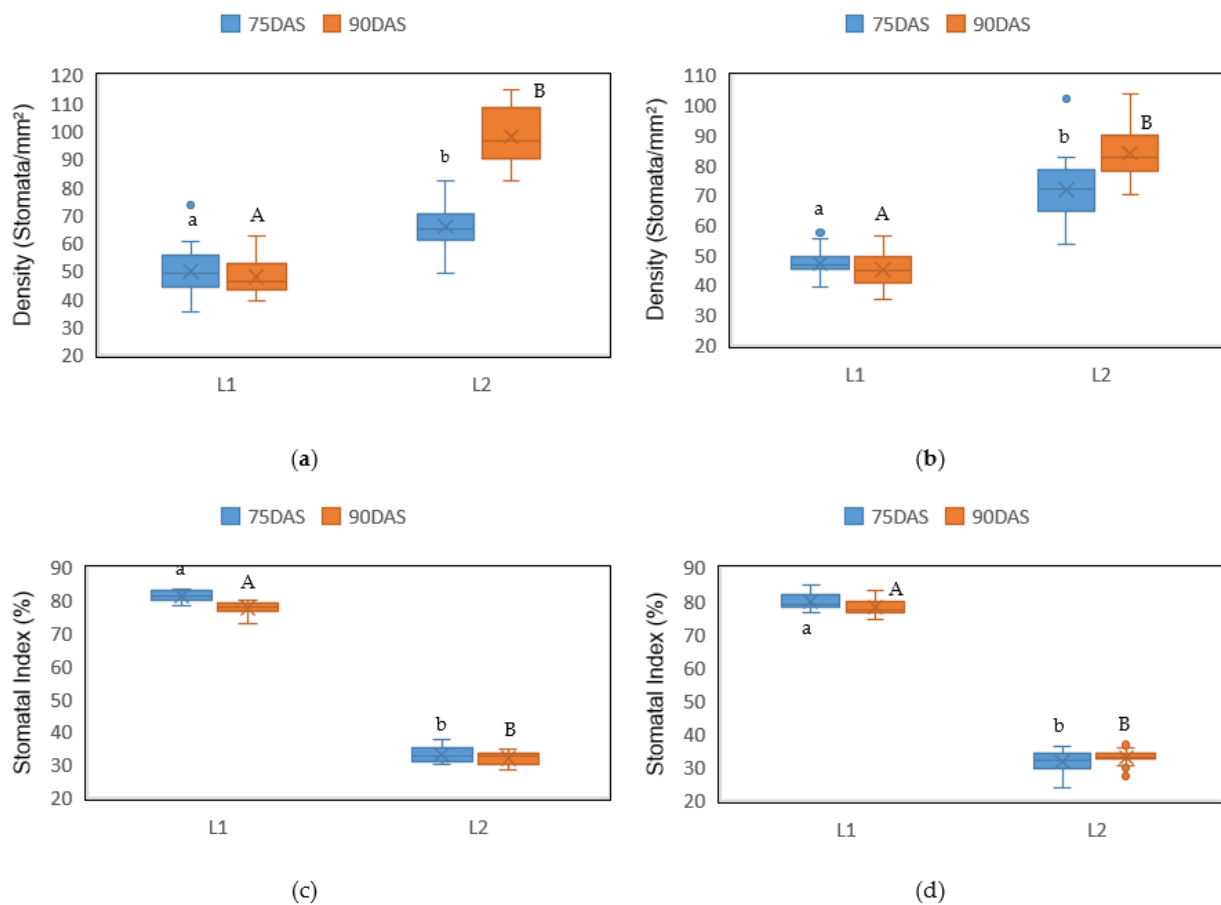 75DAS 90DAS
Density (Stomata/mm²)
120
110
100
90
80
70
60
50
40
30
20
a
A
b
B
L1 L2
(a)
75DAS 90DAS
Density (Stomata/mm²)
110
100
90
80
70
60
50
40
30
20
a
A
b
B
L1 L2
(b)
75DAS 90DAS
Stomatal Index (%)
90
80
70
60
50
40
30
20
a
A
b
B
L1 L2
(c)
75DAS 90DAS
Stomatal Index (%)
90
80
70
60
50
40
30
20
a
A
b
B
L1 L2
(d)